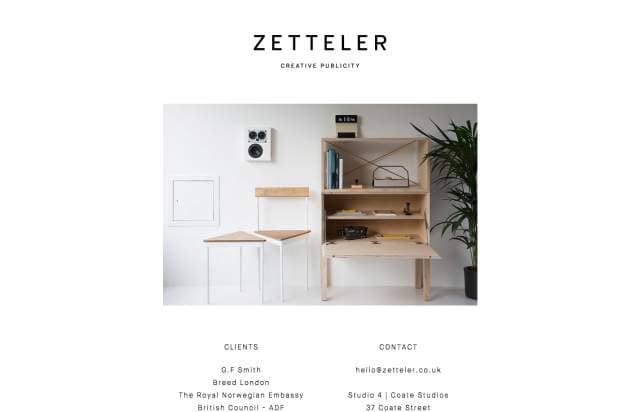 ZETTELER
CREATIVE PUBLICITY
CLIENTS
G.F Smith
Breed London
The Royal Norwegian Embassy
British Council - ADF
CONTACT
hello@zetteler.co.uk
Studio 4 | Coate Studios
37 Coate Street